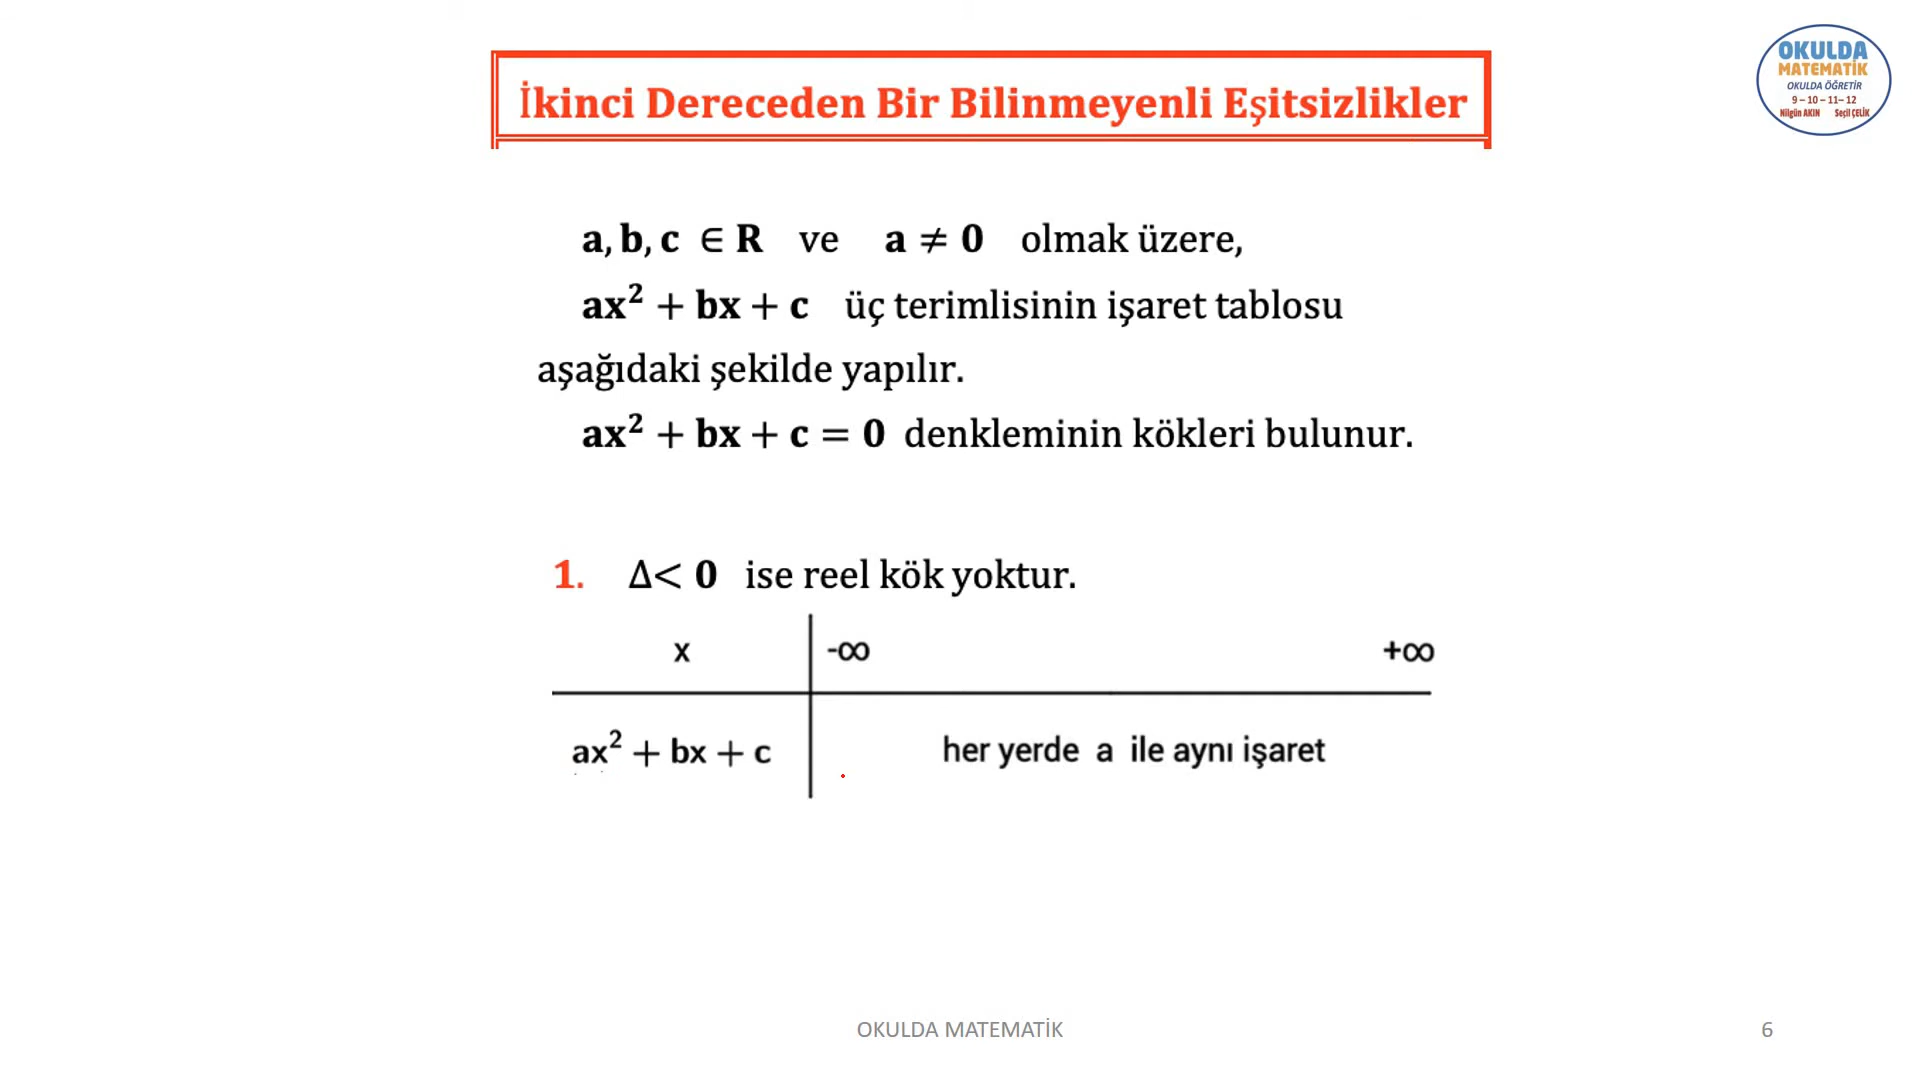 OKULDA
MATEMATİK
OKULDA ÖĞRETİR
9 – 10 – 11– 12
Nilgün AKIN Seçil ÇELİK
İkinci Dereceden Bir Bilinmeyenli Eşitsizlikler
a, b, c ∈ R ve a ≠ 0 olmak üzere,
ax² + bx + c üç terimlisinin işaret tablosu
aşağıdaki şekilde yapılır.
ax² + bx + c = 0 denkleminin kökleri bulunur.
1. Δ< 0 ise reel kök yoktur.
x -∞ +∞
ax² + bx + c her yerde a ile aynı işaret
OKULDA MATEMATİK 6